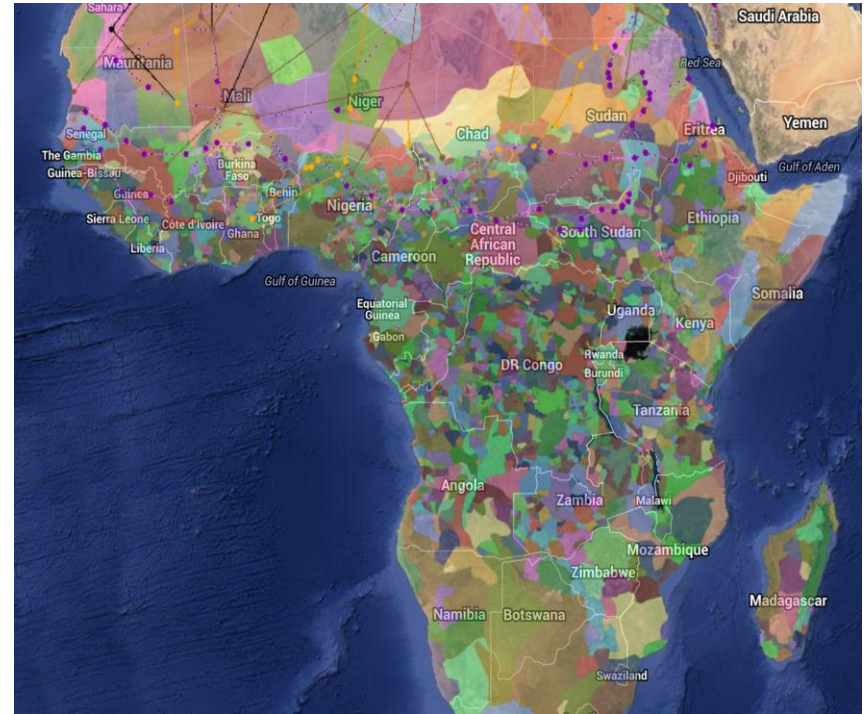 Sahara
Saudi Arabia
Mauritania
Red Sea
Mali
Niger
Sudan
Yemen
Chad
Eritrea
Senegal
The Gambia
Gulf of Aden
Guinea-Bissau
Burkina
Faso
Djibouti
Guinea
Benin
Nigeria
Sierra Leone
Côte d'Ivoire
Togo
Ghana
Ethiopia
Central
African
Republic
South Sudan
Liberia
Cameroon
Gulf of Guinea
Somalia
Equatorial
Guinea
Uganda
Kenya
Gabon
Rwanda
DR Congo
Burundi
Tanzania
Angola
Zambia
Malawi
Mozambique
Zimbabwe
Madagascar
Namibia
Botswana
Swaziland